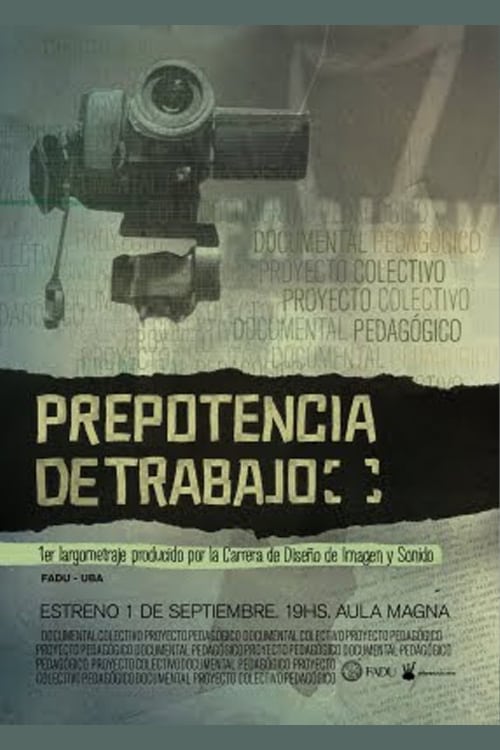 DOCUMENTAL PEDAGÓGICO
PROYECTO COLECTIVO
PROYECTO COLECTIVO
DOCUMENTAL PEDAGÓGICO
PREPOTENCIA
DE TRABAJO[ ]
1er largometraje producido por la Carrera de Diseño de Imagen y Sonido
FADU - UBA
ESTRENO 1 DE SEPTIEMBRE. 19HS. AULA MAGNA
DOCUMENTAL COLECTIVO PROYECTO PEDAGÓGICO DOCUMENTAL COLECTIVO PROYECTO PEDAGÓGICO
PROYECTO PEDAGÓGICO DOCUMENTAL PEDAGÓGICO PROYECTO PEDAGÓGICO DOCUMENTAL PEDAGÓGICO
PEDAGÓGICO PROYECTO COLECTIVO DOCUMENTAL PEDAGÓGICO PROYECTO
COLECTIVO PEDAGÓGICO DOCUMENTAL PROYECTO COLECTIVO PEDAGÓGICO
FADU